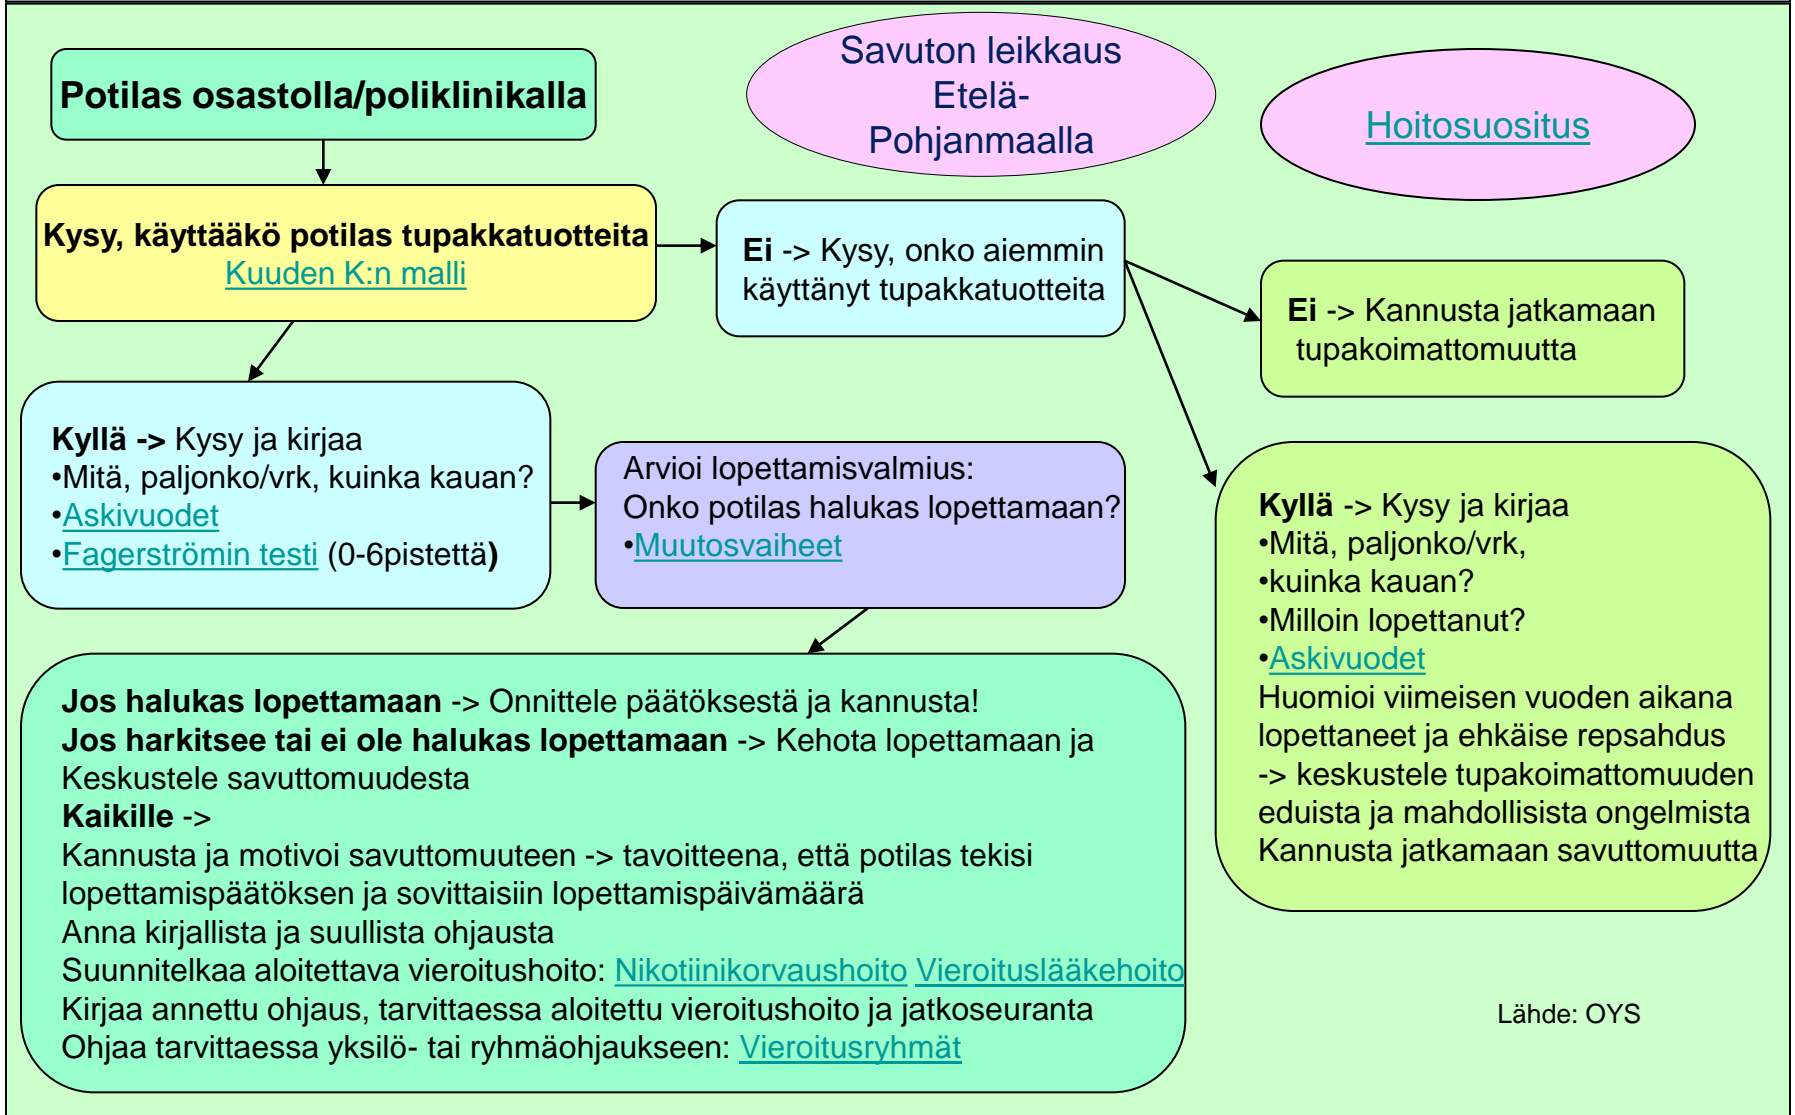 Potilas osastolla/poliklinikalla
Savuton leikkaus
Etelä-
Pohjanmaalla
Hoitosuositus
Kysy, käyttääkö potilas tupakkatuotteita
Kuuden K:n malli
Ei -> Kysy, onko aiemmin
käyttänyt tupakkatuotteita
Ei -> Kannusta jatkamaan
tupakoimattomuutta
Kyllä -> Kysy ja kirjaa
•Mitä, paljonko/vrk, kuinka kauan?
•Askivuodet
•Fagerströmin testi (0-6pistettä)
Arvioi lopettamisvalmius:
Onko potilas halukas lopettamaan?
•Muutosvaiheet
Kyllä -> Kysy ja kirjaa
•Mitä, paljonko/vrk,
•kuinka kauan?
•Milloin lopettanut?
•Askivuodet
Huomioi viimeisen vuoden aikana
lopettaneet ja ehkäise repsahdus
-> keskustele tupakoimattomuuden
eduista ja mahdollisista ongelmista
Kannusta jatkamaan savuttomuutta
Jos halukas lopettamaan -> Onnittele päätöksestä ja kannusta!
Jos harkitsee tai ei ole halukas lopettamaan -> Kehota lopettamaan ja
Keskustele savuttomuudesta
Kaikille ->
Kannusta ja motivoi savuttomuuteen -> tavoitteena, että potilas tekisi
lopettamispäätöksen ja sovittaisiin lopettamispäivämäärä
Anna kirjallista ja suullista ohjausta
Suunnitelkaa aloitettava vieroitushoito: Nikotiinikorvaushoito Vieroituslääkehoito
Kirjaa annettu ohjaus, tarvittaessa aloitettu vieroitushoito ja jatkoseuranta
Ohjaa tarvittaessa yksilö- tai ryhmäohjaukseen: Vieroitusryhmät
Lähde: OYS